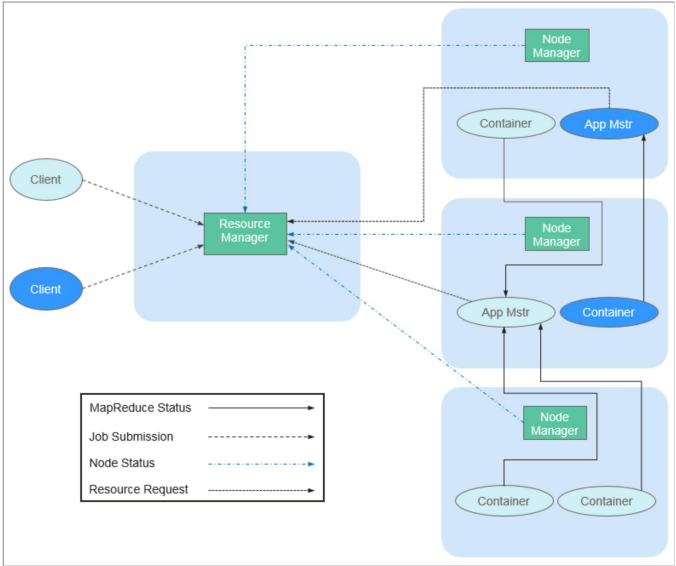 Node
Manager
Container
App Mstr
Client
Resource
Manager
Node
Manager
Client
App Mstr
Container
MapReduce Status
Job Submission
Node Status
Resource Request
Node
Manager
Container
Container